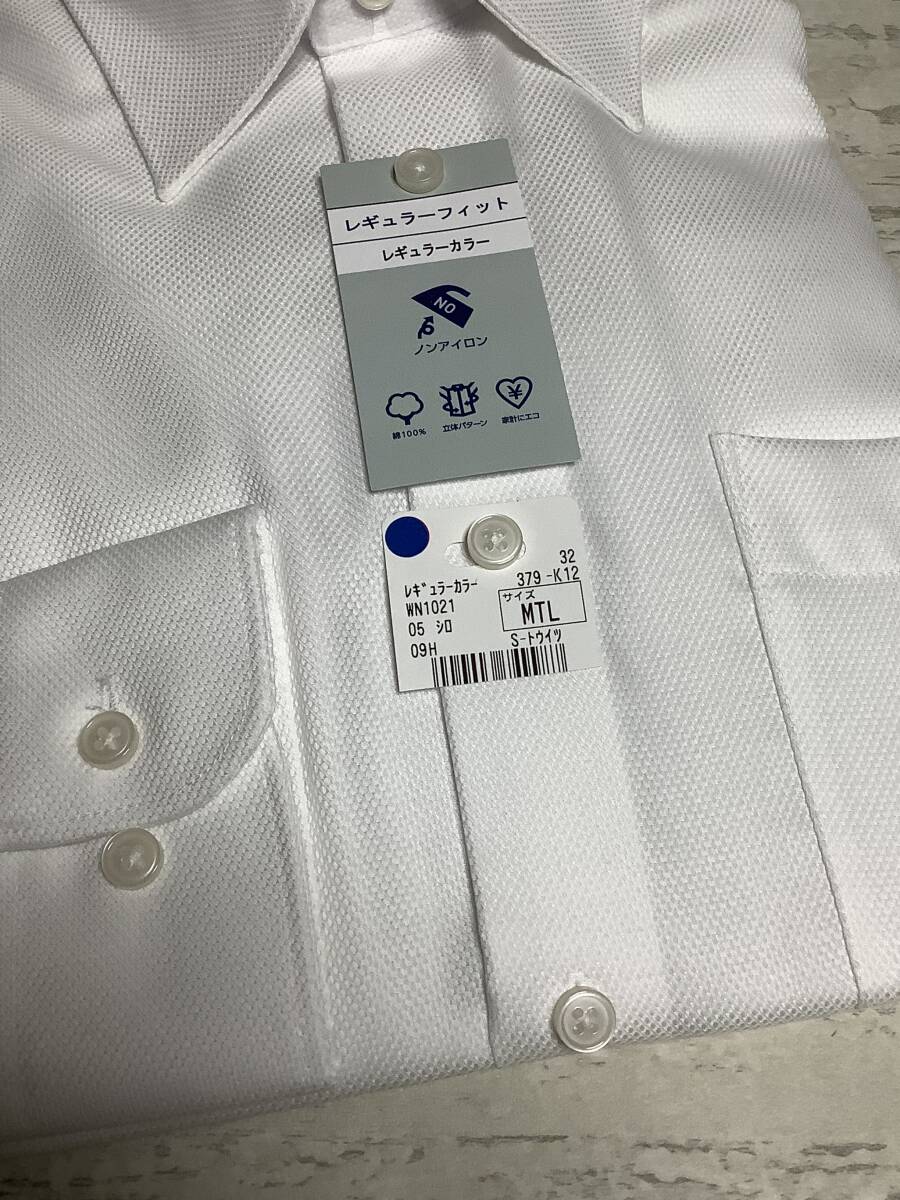 レギュラーフィット
レギュラーカラー
NO
ノンアイロン
綿100%
立体パターン
家計にエコ
¥
32
379 -K12
ﾚｷﾞｭﾗｰｶﾗｰ
WN1021
05 ｼﾛ
09H
サイズ
MTL
S-ﾄｳｲﾂ